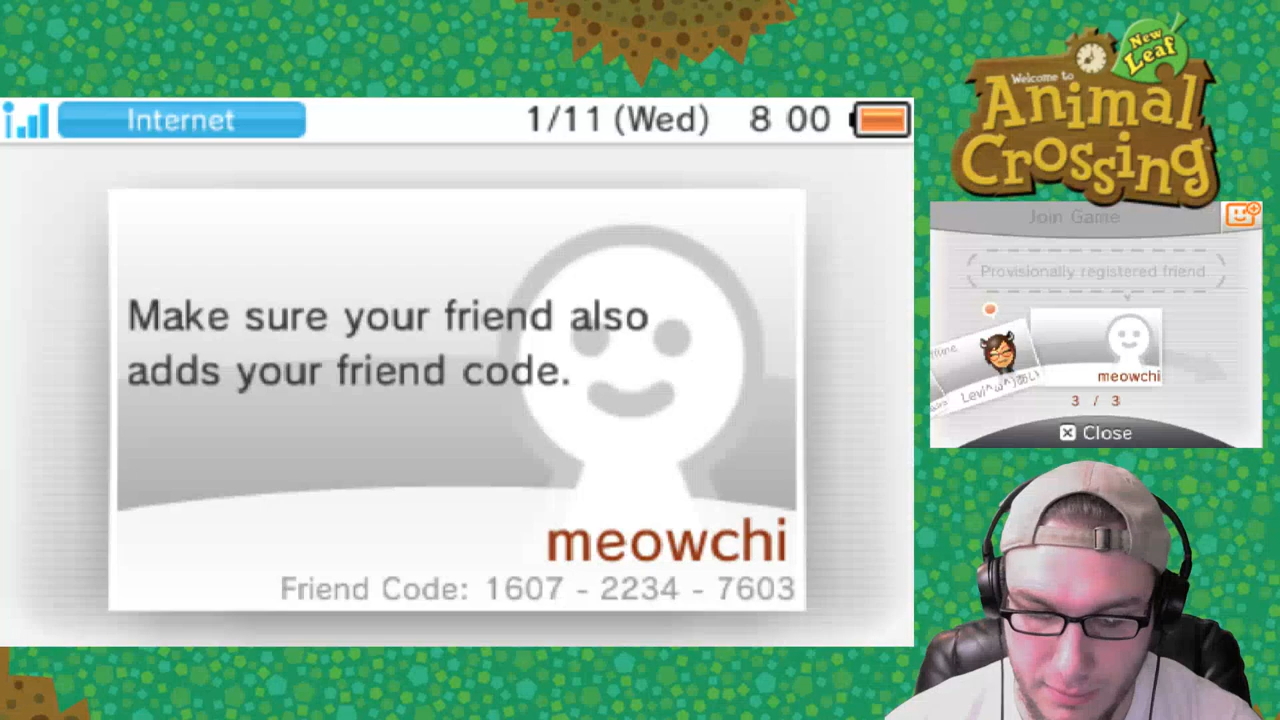 Internet
1/11 (Wed) 8 00
Make sure your friend also
adds your friend code.
meowchi
Friend Code: 1607 - 2234 - 7603
Welcome to
Animal
Crossing
New
Leaf
Join Game
Provisionally registered friend
meowchi
3 / 3
Close